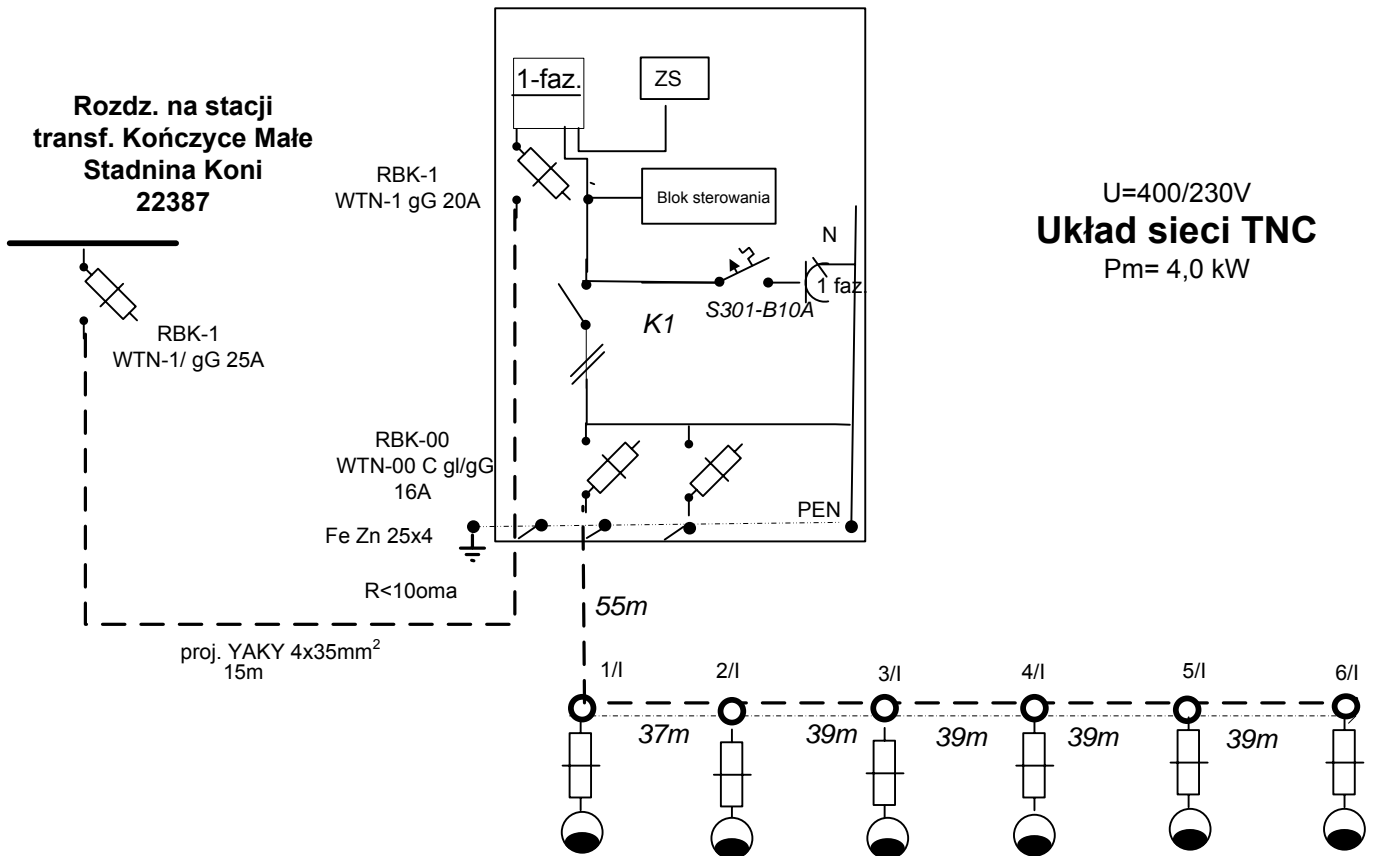 Rozdz. na stacji
transf. Kończyce Małe
Stadnina Koni
22387
RBK-1
WTN-1/ gG 25A
proj. YAKY 4x35mm²
15m
1-faz.
ZS
RBK-1
WTN-1 gG 20A
Blok sterowania
N
1 faz.
S301-B10A
K1
RBK-00
WTN-00 C gl/gG
16A
PEN
Fe Zn 25x4
R<10oma
55m
U=400/230V
Układ sieci TNC
Pm= 4,0 kW
1/I
2/I
3/I
4/I
5/I
6/I
37m
39m
39m
39m
39m